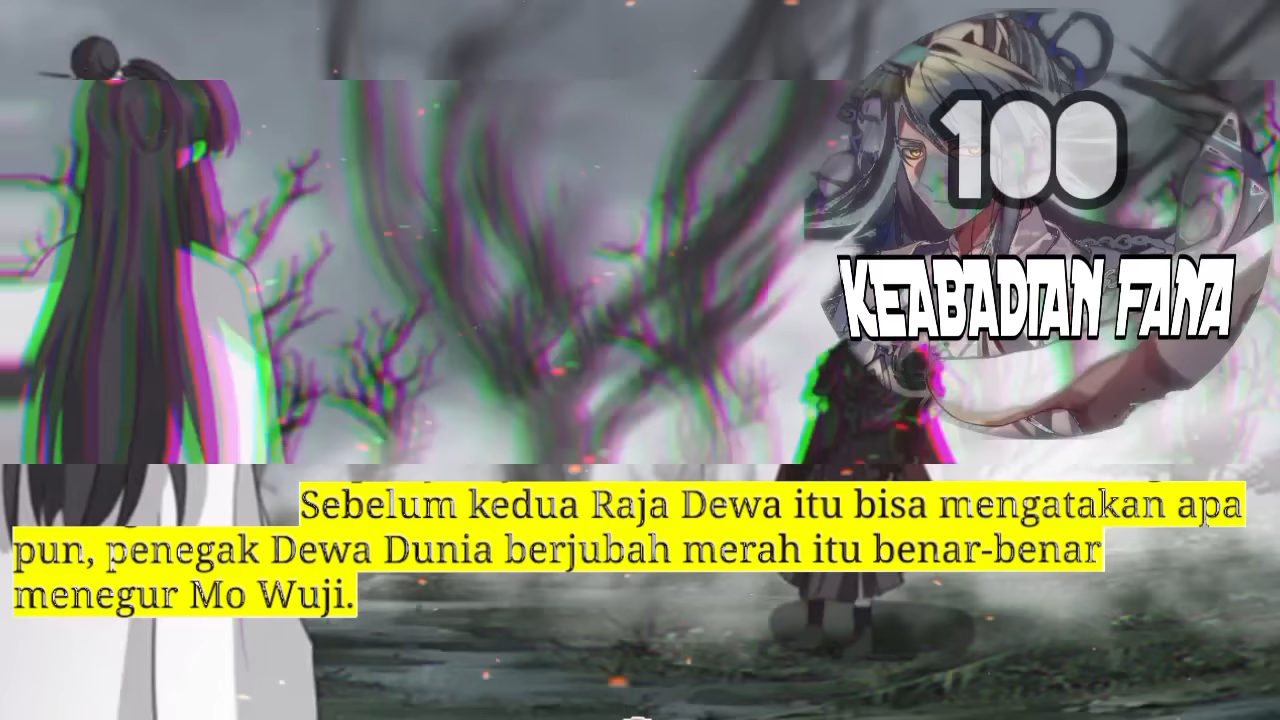 100
KEABADIAN FANA
Sebelum kedua Raja Dewa itu bisa mengatakan apa
pun, penegak Dewa Dunia berjubah merah itu benar-benar
menegur Mo Wuji.